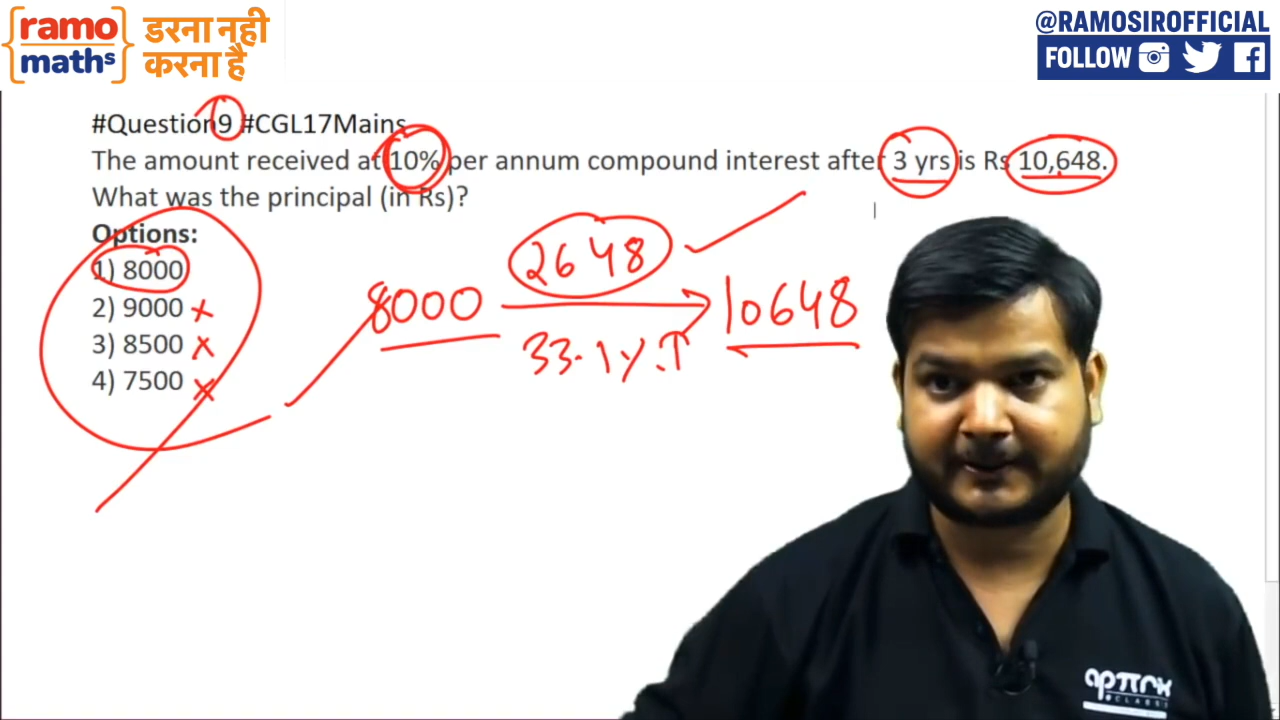 ramo
maths
डरना नही
करना है
@RAMOSIROFFICIAL
FOLLOW
#Question9 #CGL17Mains
The amount received at 10% per annum compound interest after 3 yrs is Rs 10,648.
What was the principal (in Rs)?
Options:
1) 8000
2) 9000 x
3) 8500 x
4) 7500 x
2648
8000 → 10648
33.1%↑
apπrx
CLASSES